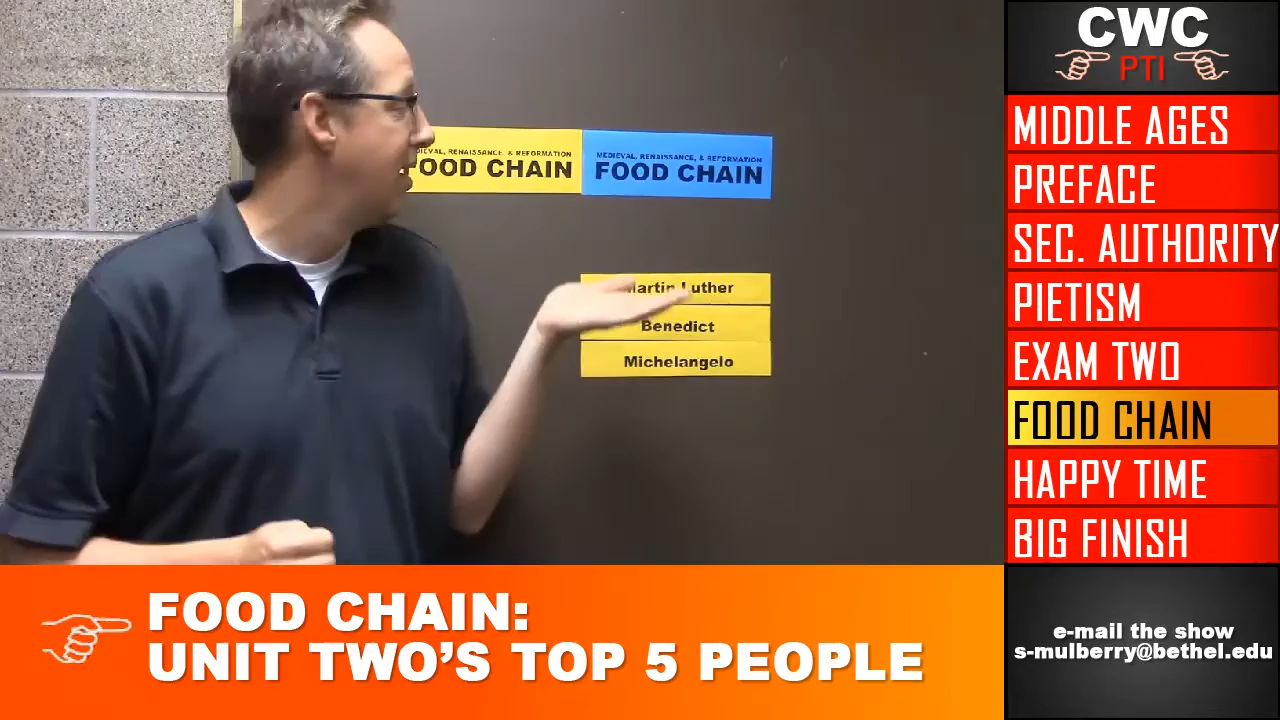 RENAISSANCE, & REFORMATION
FOOD CHAIN
MEDIEVAL, RENAISSANCE, & REFORMATION
FOOD CHAIN
Martin Luther
Benedict
Michelangelo
FOOD CHAIN:
UNIT TWO'S TOP 5 PEOPLE
CWC
PTI
MIDDLE AGES
PREFACE
SEC. AUTHORITY
PIETISM
EXAM TWO
FOOD CHAIN
HAPPY TIME
BIG FINISH
e-mail the show
s-mulberry@bethel.edu